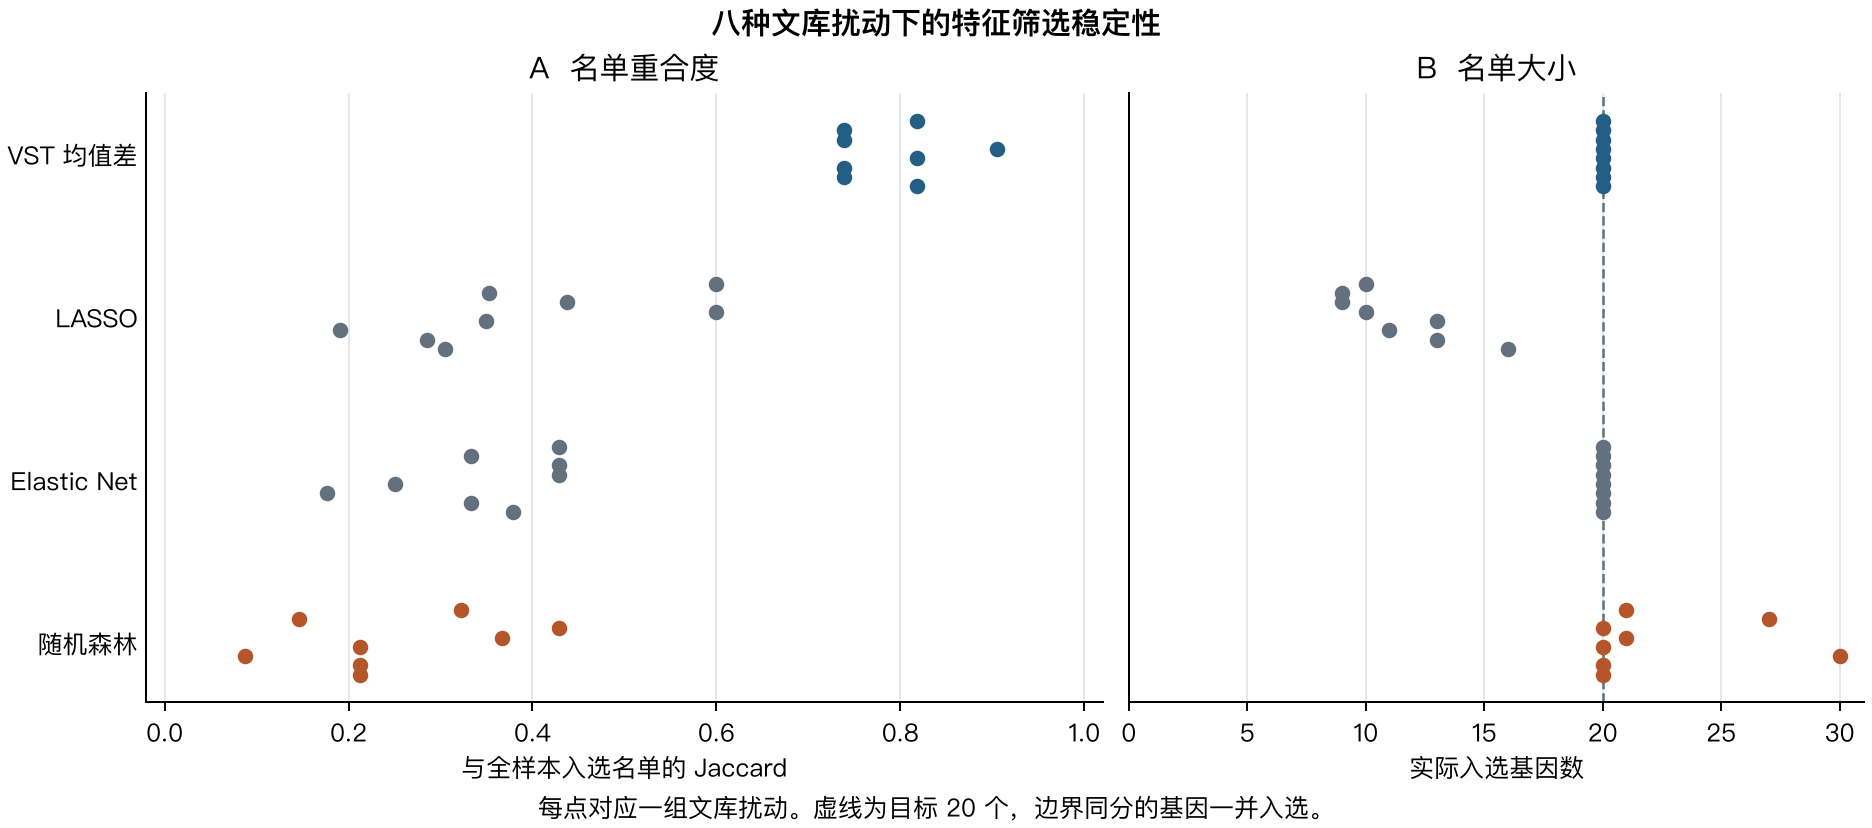 八种文库扰动下的特征筛选稳定性
A 名单重合度
VST 均值差
LASSO
Elastic Net
随机森林
0.0 0.2 0.4 0.6 0.8 1.0
与全样本入选名单的 Jaccard
B 名单大小
0 5 10 15 20 25 30
实际入选基因数
每点对应一组文库扰动。虚线为目标 20 个，边界同分的基因一并入选。